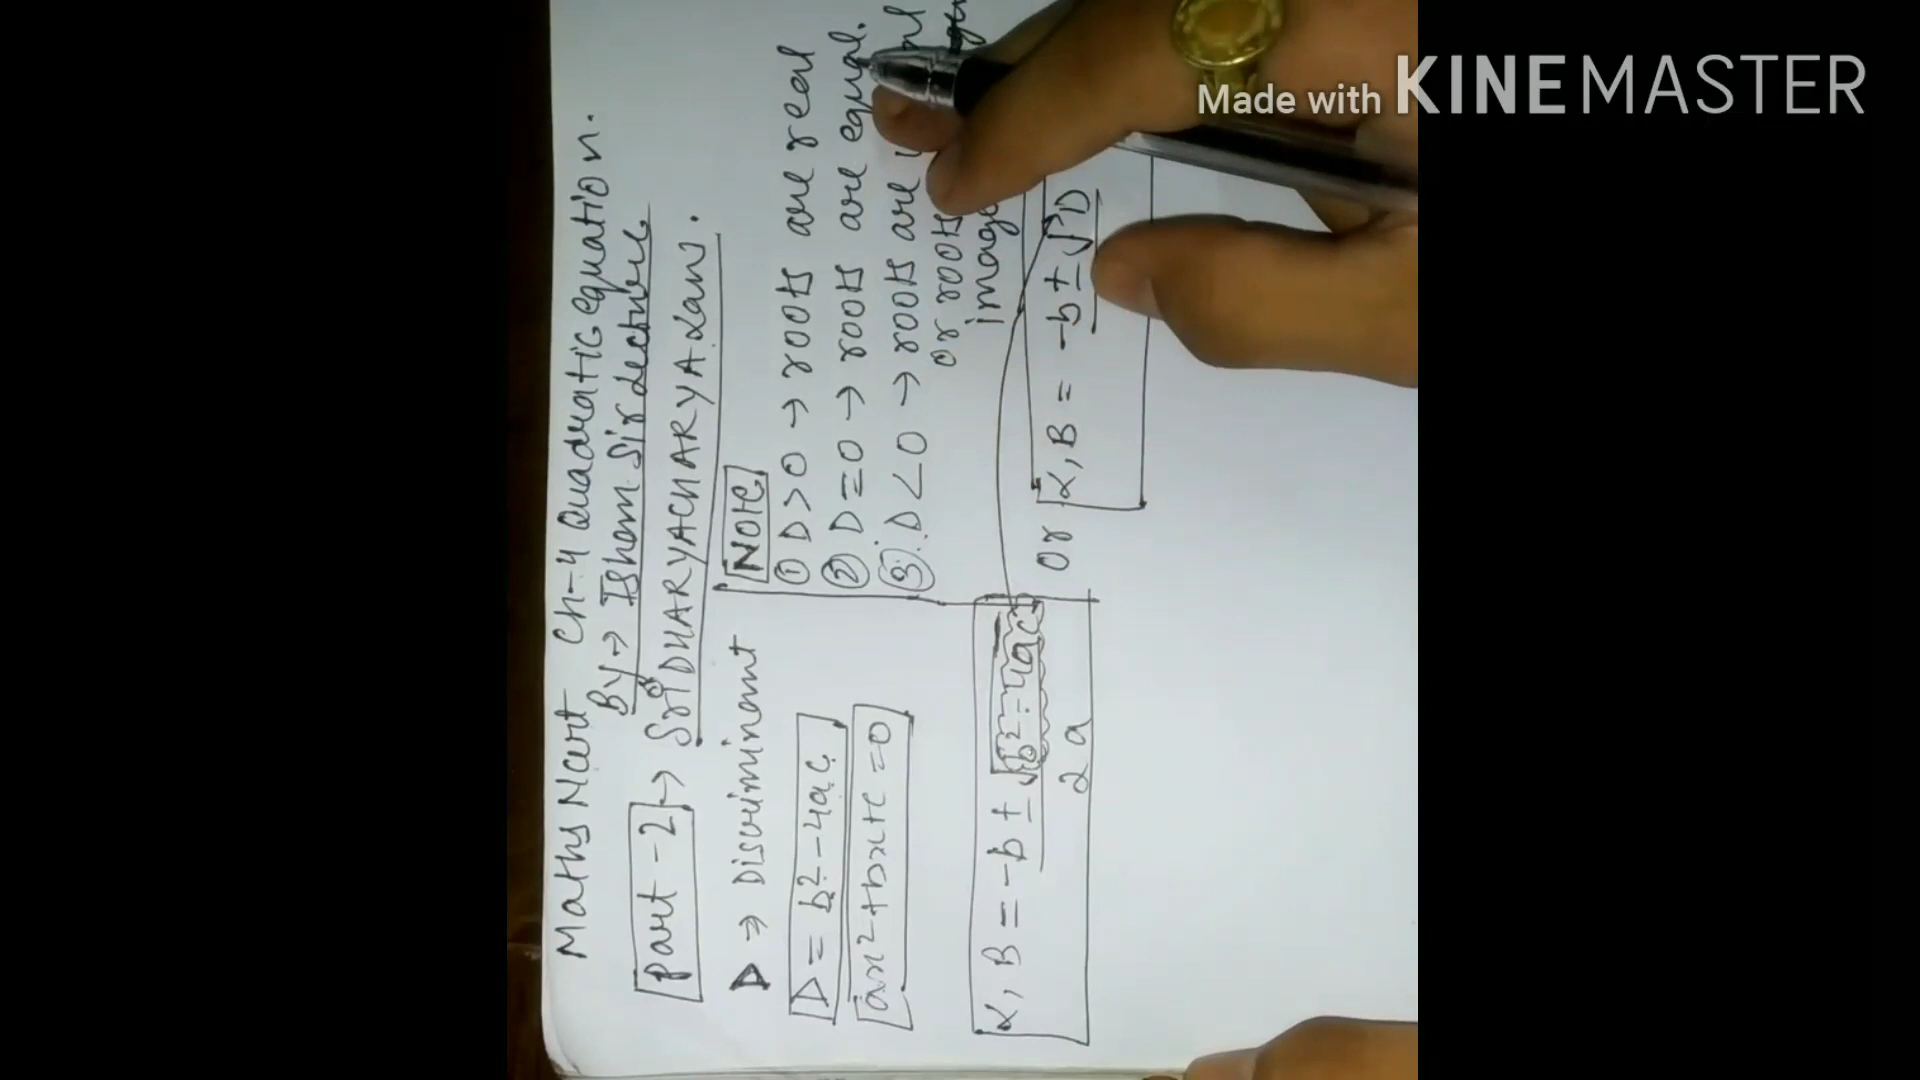 Made with KINEMASTER
Maths Ncert Ch-4 Quadratic equation.
By → Isham Sir Lecture
Part-2 → SriDHARYACHARYA Law.
D ⇒ Discriminant
D = b² - 4ac
ax² + bx + c = 0
α, B = -b ± √b² - 4ac
2a
Note
① D > 0 → roots are real
② D = 0 → roots are equal.
③ D < 0 → roots are
or roots
or
α, B = -b ± √D